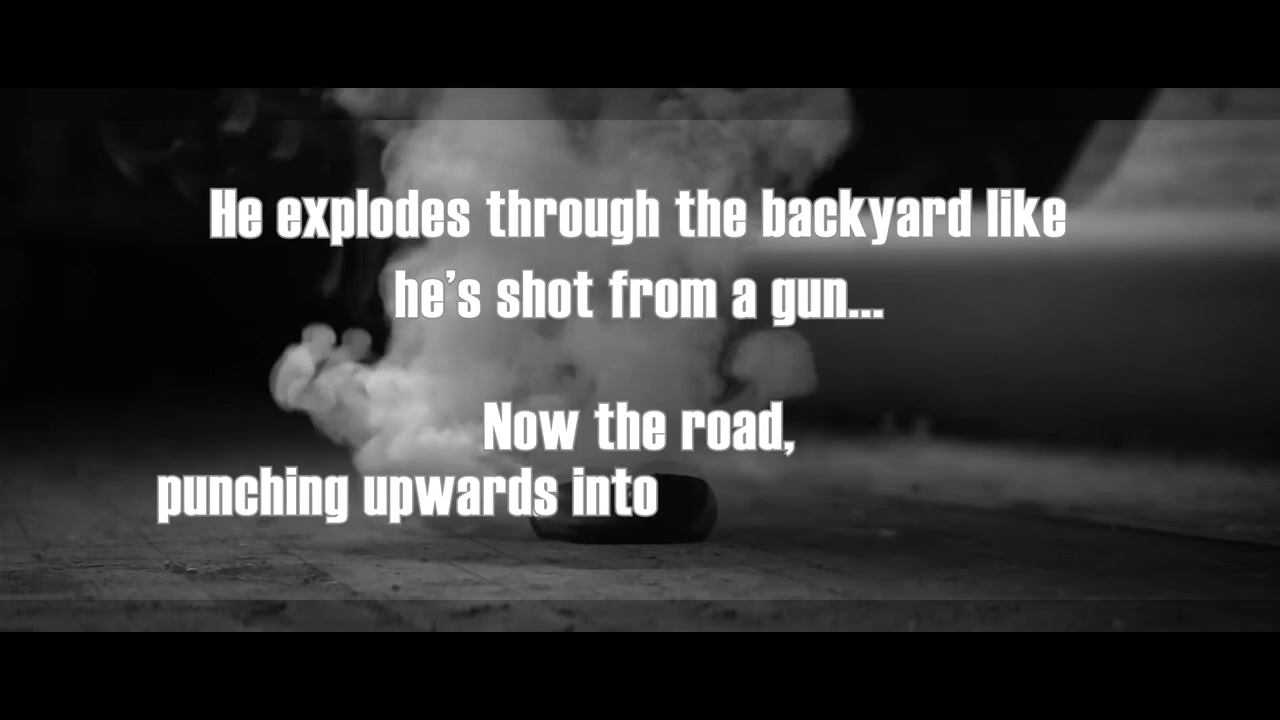 He explodes through the backyard like
he's shot from a gun...
Now the road,
punching upwards into